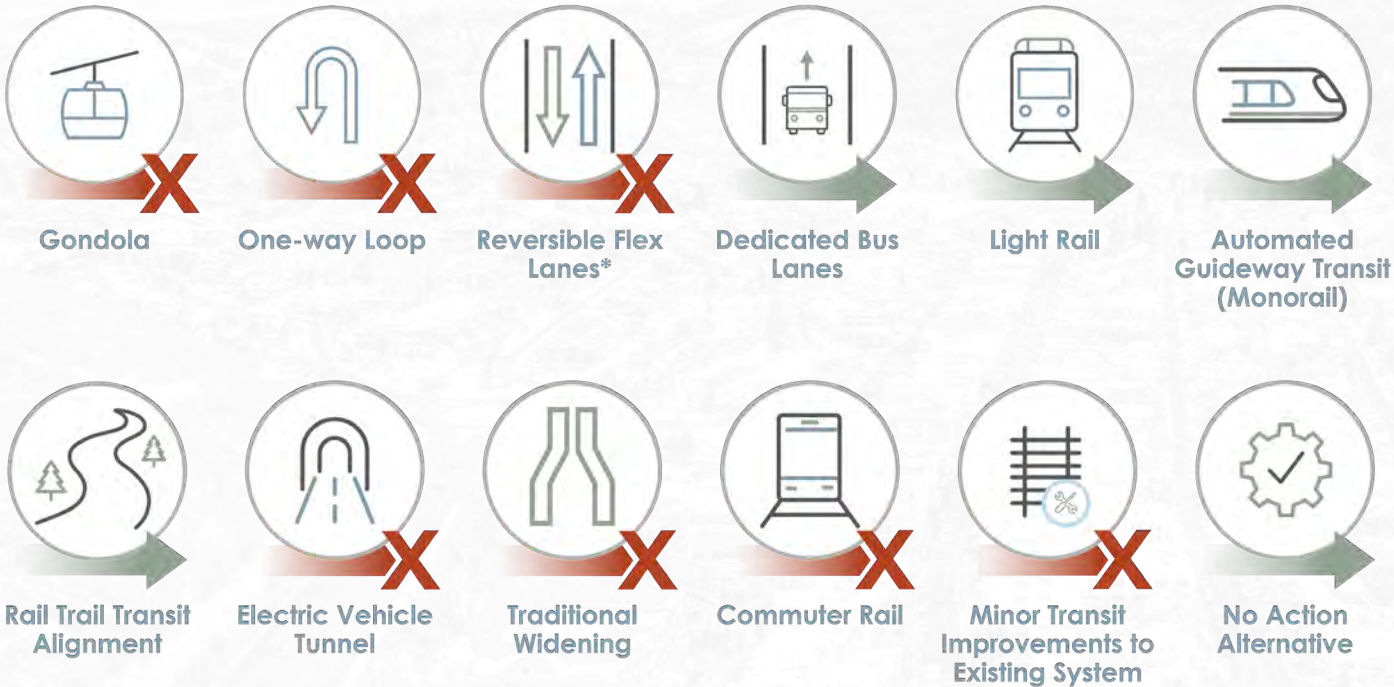 Gondola
One-way Loop
Reversible Flex
Lanes*
Dedicated Bus
Lanes
Light Rail
Automated
Guideway Transit
(Monorail)
Rail Trail Transit
Alignment
Electric Vehicle
Tunnel
Traditional
Widening
Commuter Rail
Minor Transit
Improvements to
Existing System
No Action
Alternative